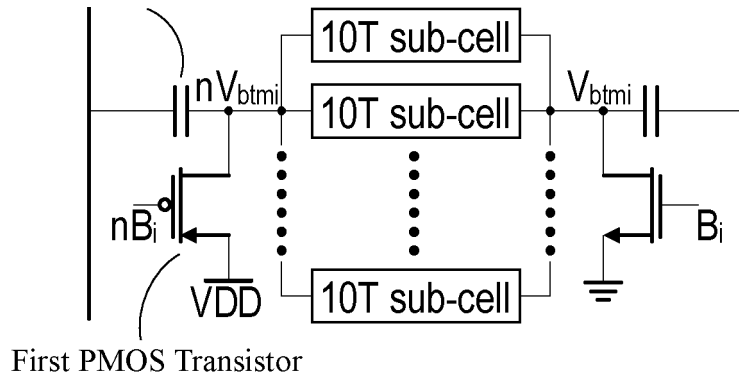 10T sub-cell
nVbtmi
10T sub-cell
Vbtmi
nBi
Bi
VDD
10T sub-cell
First PMOS Transistor